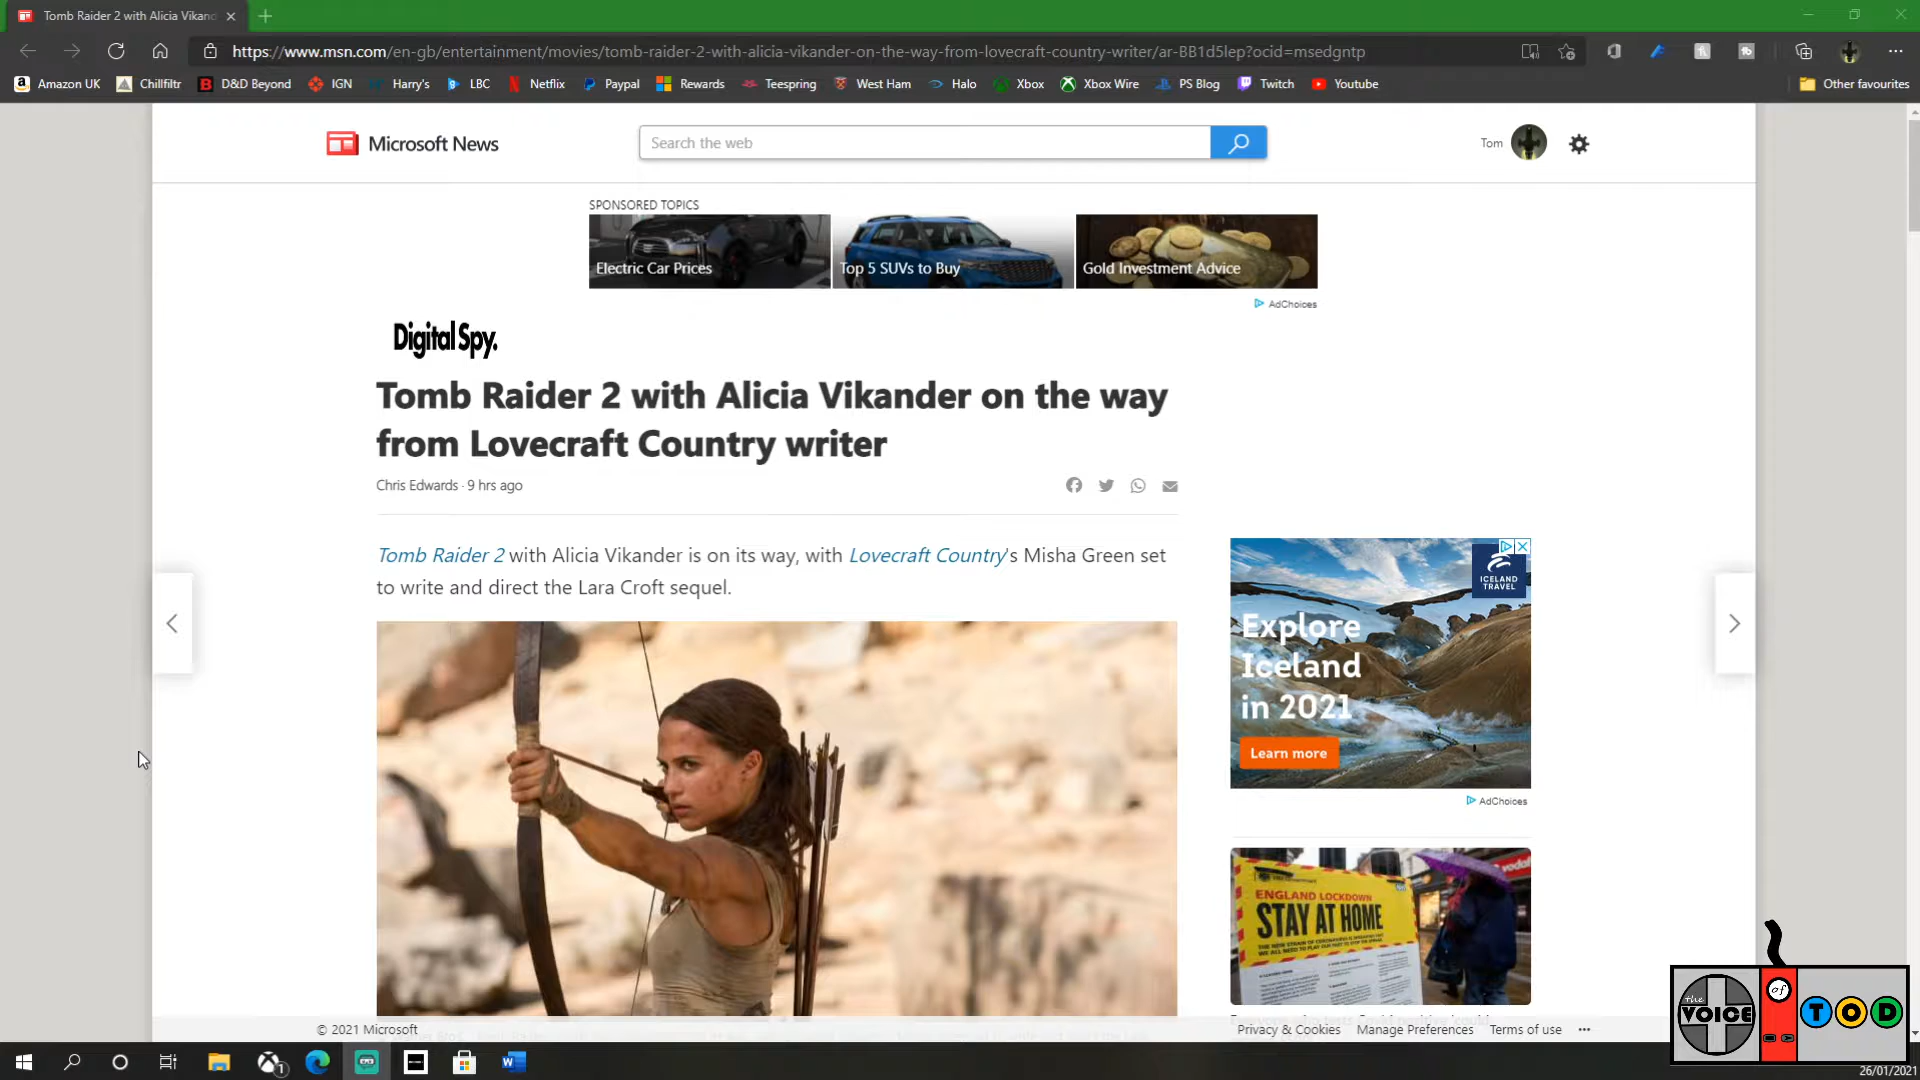 Tomb Raider 2 with Alicia Vikand
https://www.msn.com/en-gb/entertainment/movies/tomb-raider-2-with-alicia-vikander-on-the-way-from-lovecraft-country-writer/ar-BB1d5lep?ocid=msedgntp
Amazon UK Chillfiltr D&D Beyond IGN Harry's LBC Netflix Paypal Rewards Teespring West Ham Halo Xbox Xbox Wire PS Blog Twitch Youtube Other favourites
Microsoft News
Search the web
Tom
SPONSORED TOPICS
Electric Car Prices
Top 5 SUVs to Buy
Gold Investment Advice
AdChoices
Digital Spy.
Tomb Raider 2 with Alicia Vikander on the way
from Lovecraft Country writer
Chris Edwards · 9 hrs ago
Tomb Raider 2 with Alicia Vikander is on its way, with Lovecraft Country's Misha Green set
to write and direct the Lara Croft sequel.
ICELAND
TRAVEL
Explore
Iceland
in 2021
Learn more
AdChoices
ENGLAND LOCKDOWN
STAY AT HOME
© 2021 Microsoft
Privacy & Cookies
Manage Preferences
Terms of use
the
VOICE
of
TOD
26/01/2021